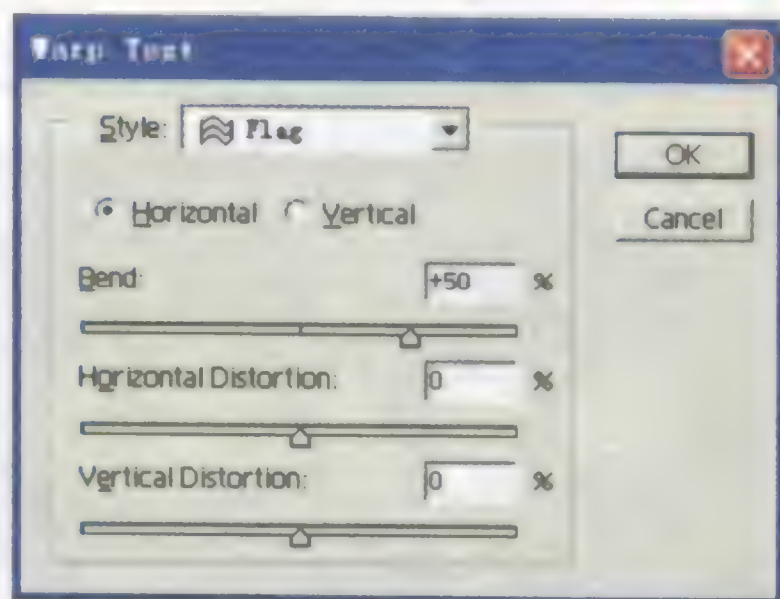 Warp Text
Style: Flag
OK
Horizontal Vertical
Cancel
Bend: +50 %
Horizontal Distortion: 0 %
Vertical Distortion: 0 %